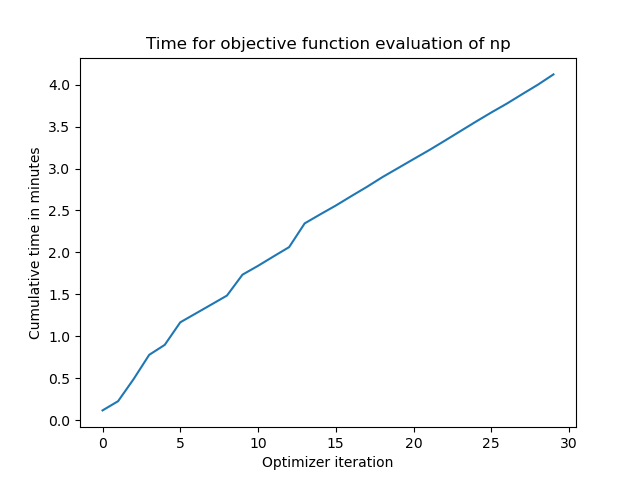 Time for objective function evaluation of np
4.0
3.5
3.0
2.5
2.0
1.5
1.0
0.5
0.0
Cumulative time in minutes
0 5 10 15 20 25 30
Optimizer iteration